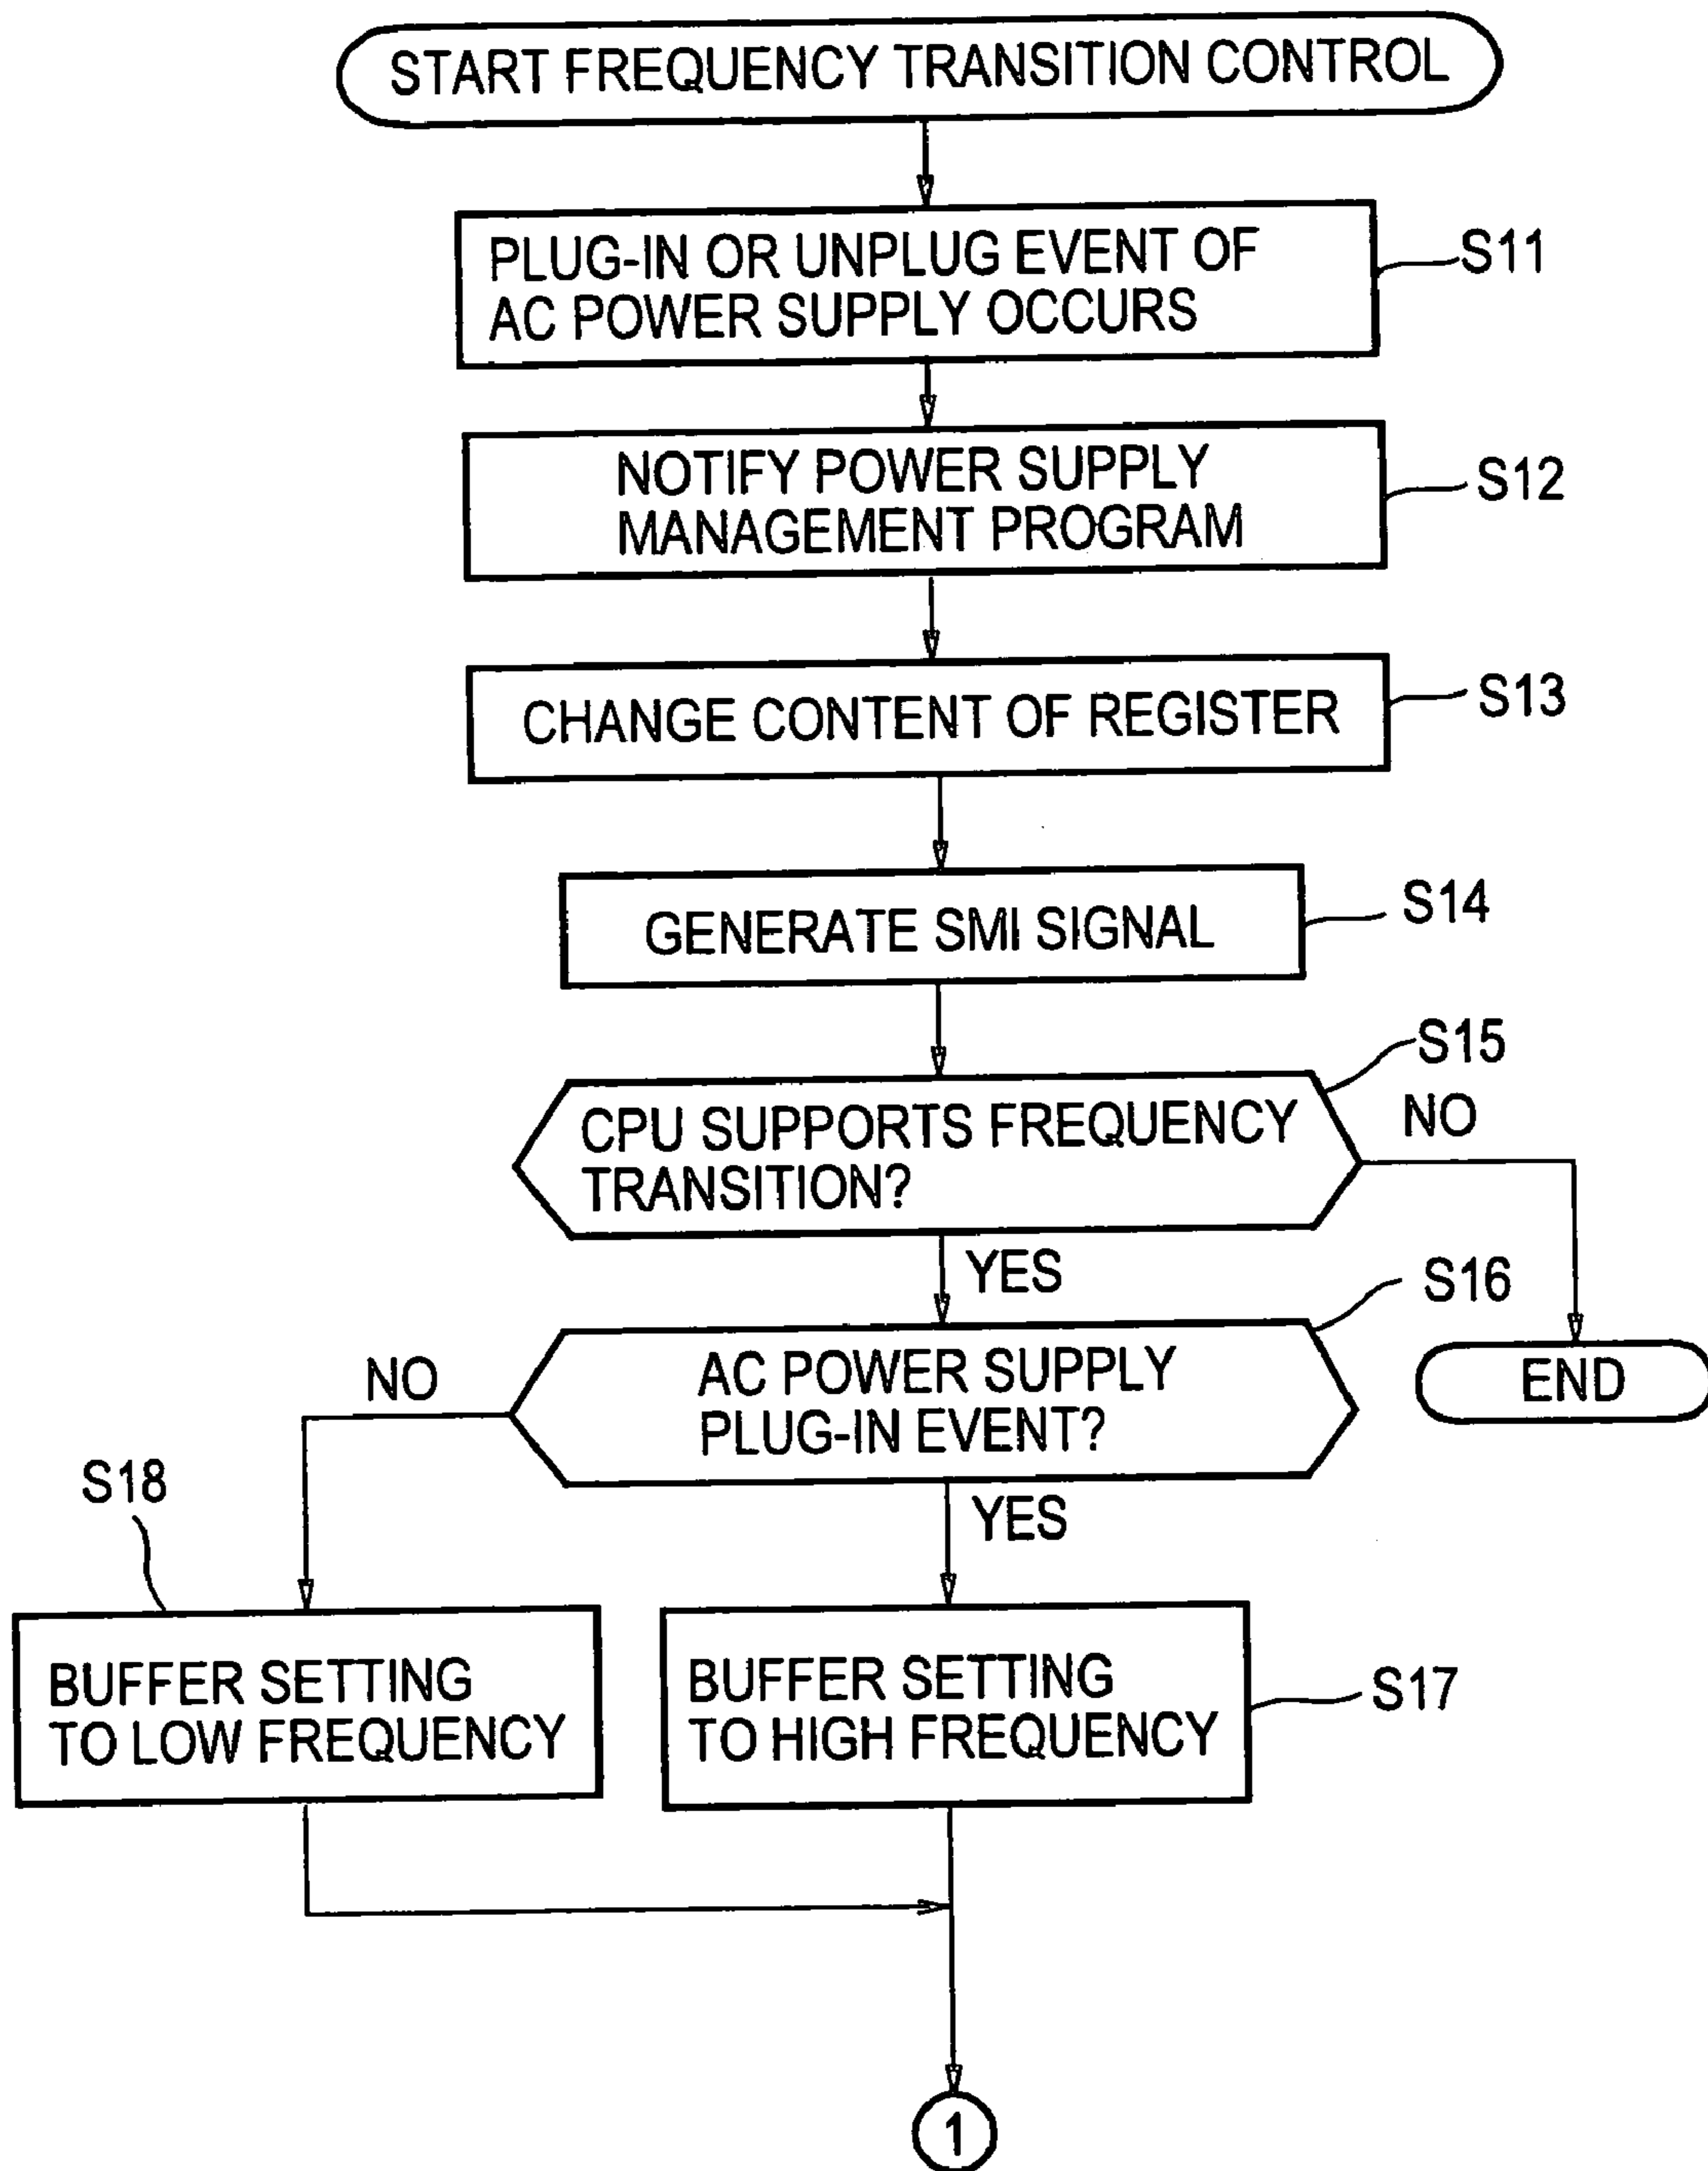 START FREQUENCY TRANSITION CONTROL
PLUG-IN OR UNPLUG EVENT OF
AC POWER SUPPLY OCCURS
S11
NOTIFY POWER SUPPLY
MANAGEMENT PROGRAM
S12
CHANGE CONTENT OF REGISTER
S13
GENERATE SMI SIGNAL
S14
S15
CPU SUPPORTS FREQUENCY
TRANSITION?
NO
YES
S16
AC POWER SUPPLY
PLUG-IN EVENT?
NO
END
YES
S18
BUFFER SETTING
TO LOW FREQUENCY
BUFFER SETTING
TO HIGH FREQUENCY
S17
1